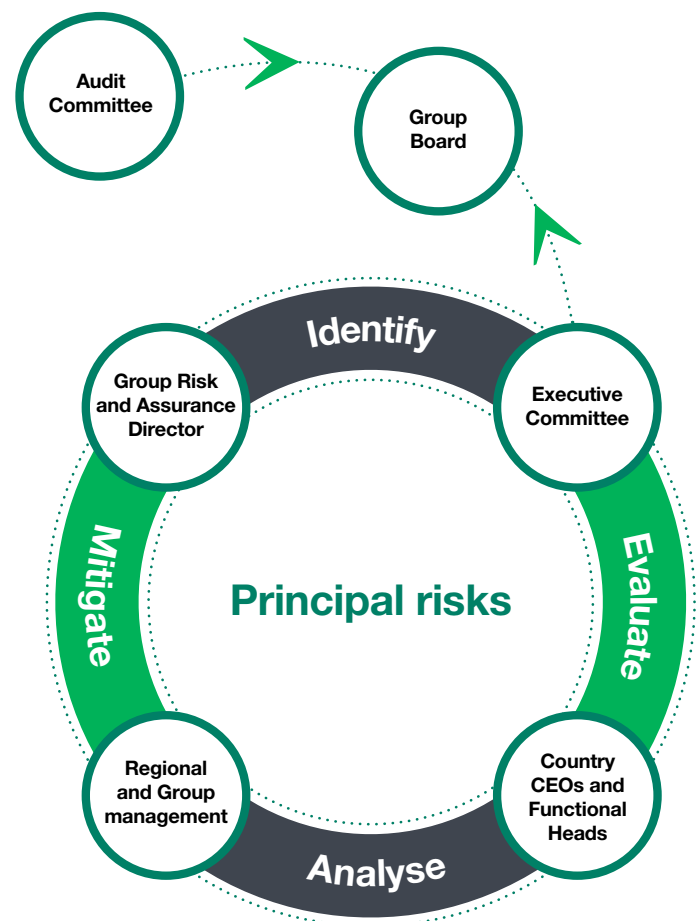 Audit
Committee
Group
Board
Identify
Group Risk
and Assurance
Director
Executive
Committee
Mitigate
Principal risks
Evaluate
Regional
and Group
management
Country
CEOs and
Functional
Heads
Analyse